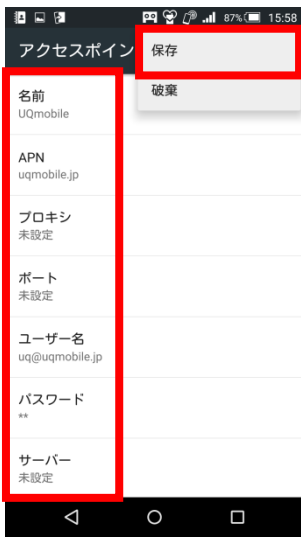 87% 15:58
アクセスポイン
保存
破棄
名前
UQmobile
APN
uqmobile.jp
プロキシ
未設定
ポート
未設定
ユーザー名
uq@uqmobile.jp
パスワード
**
サーバー
未設定